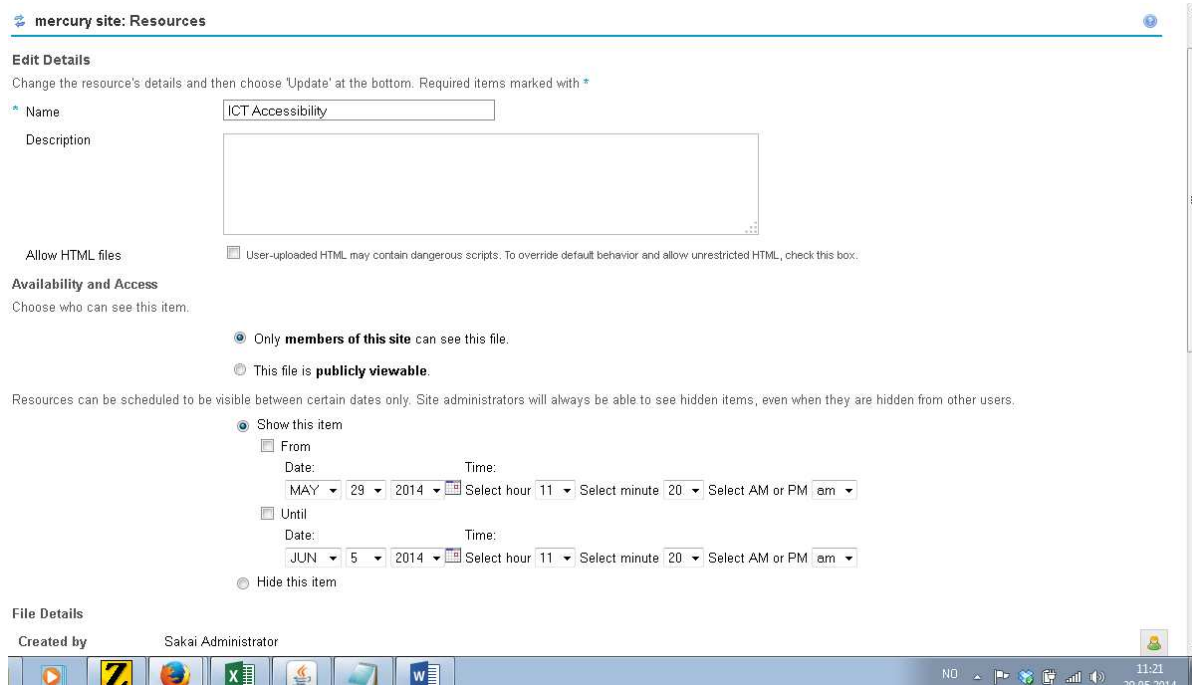 mercury site: Resources
Edit Details
Change the resource's details and then choose 'Update' at the bottom. Required items marked with *
* Name ICT Accessibility
Description
Allow HTML files User-uploaded HTML may contain dangerous scripts. To override default behavior and allow unrestricted HTML, check this box.
Availability and Access
Choose who can see this item.
Only members of this site can see this file.
This file is publicly viewable.
Resources can be scheduled to be visible between certain dates only. Site administrators will always be able to see hidden items, even when they are hidden from other users.
Show this item
From
Date: Time:
MAY 29 2014 Select hour 11 Select minute 20 Select AM or PM am
Until
Date: Time:
JUN 5 2014 Select hour 11 Select minute 20 Select AM or PM am
Hide this item
File Details
Created by Sakai Administrator
NO 11:21